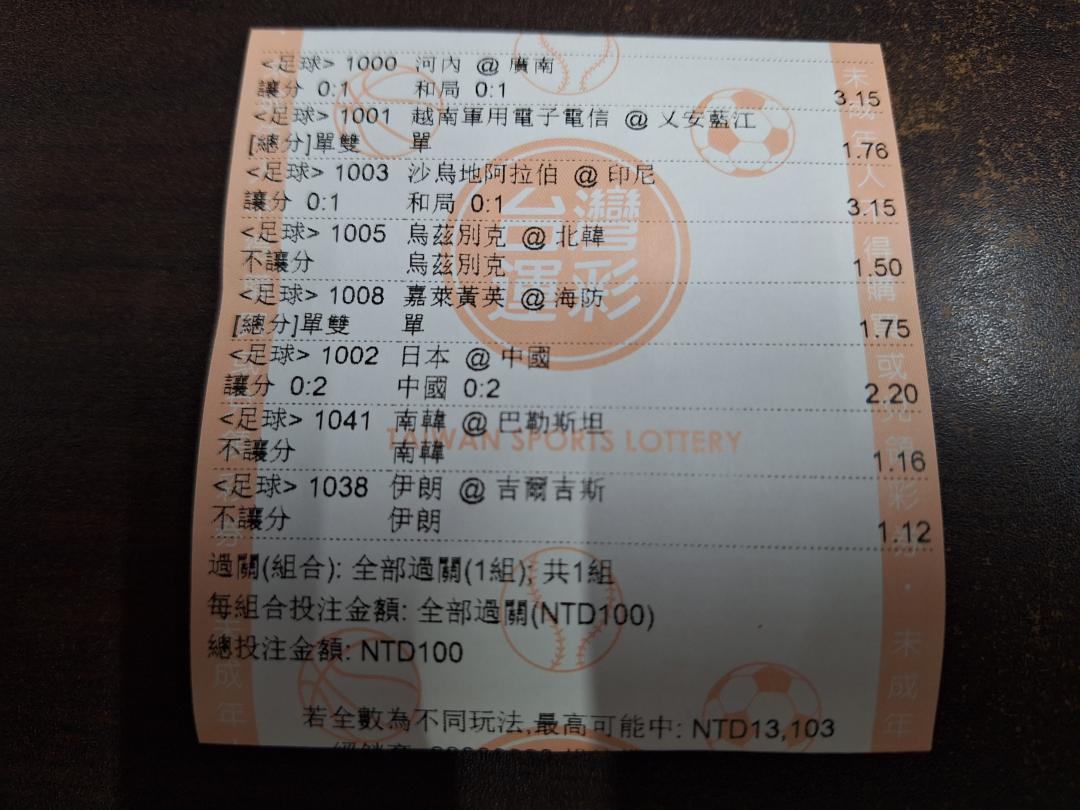 <足球> 1000 河內 @ 廣南
讓分 0:1 和局 0:1 3.15
<足球> 1001 越南軍用電子電信 @ 乂安藍江
[總分]單雙 單 1.76
<足球> 1003 沙烏地阿拉伯 @ 印尼
讓分 0:1 和局 0:1 3.15
<足球> 1005 烏茲別克 @ 北韓
不讓分 烏茲別克 1.50
<足球> 1008 嘉萊黃英 @ 海防
[總分]單雙 單 1.75
<足球> 1002 日本 @ 中國
讓分 0:2 中國 0:2 2.20
<足球> 1041 南韓 @ 巴勒斯坦
不讓分 南韓 1.16
<足球> 1038 伊朗 @ 吉爾吉斯
不讓分 伊朗 1.12
過關(組合): 全部過關(1組); 共1組
每組合投注金額: 全部過關(NTD100)
總投注金額: NTD100
若全數為不同玩法,最高可能中: NTD13,103
台灣
運彩
TAIWAN SPORTS LOTTERY
未成年